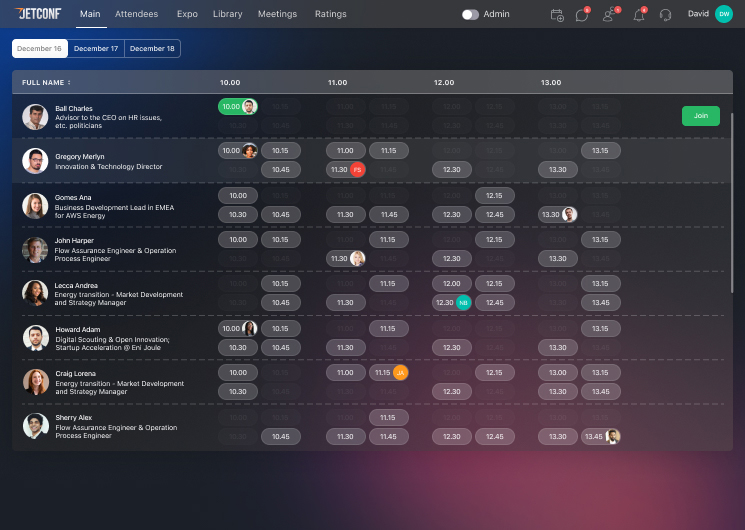 JETCONF Main Attendees Expo Library Meetings Ratings Admin David DW
December 16 December 17 December 18
FULL NAME 10.00 11.00 12.00 13.00
Ball Charles
Advisor to the CEO on HR issues,
etc. politicians
10.00
Join
Gregory Merlyn
Innovation & Technology Director
10.00 10.15 11.00 11.15 13.15
10.45 11.30 FS 12.30 13.30
Gomes Ana
Business Development Lead in EMEA
for AWS Energy
10.00 12.15
10.30 10.45 11.30 11.45 12.30 12.45 13.30
John Harper
Flow Assurance Engineer & Operation
Process Engineer
10.00 10.15 11.15 12.15 13.15
11.30 12.30 13.30
Lecca Andrea
Energy transition - Market Development
and Strategy Manager
10.15 11.15 12.00 12.15 13.15
10.45 11.30 12.30 NB 12.45 13.45
Howard Adam
Digital Scouting & Open Innovation;
Startup Acceleration @ Eni Joule
10.00 10.15 11.15 13.15
10.30 10.45 11.30 12.30 13.30
Craig Lorena
Energy transition - Market Development
and Strategy Manager
10.00 11.00 11.15 JA 12.15 13.00 13.15
10.30 12.30 13.30 13.45
Sherry Alex
Flow Assurance Engineer & Operation
Process Engineer
11.15
10.45 11.30 11.45 12.30 12.45 13.30 13.45